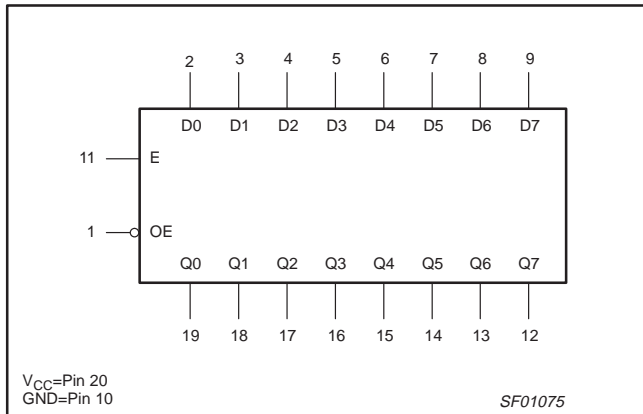 2 3 4 5 6 7 8 9
D0 D1 D2 D3 D4 D5 D6 D7
11 E
1 OE
Q0 Q1 Q2 Q3 Q4 Q5 Q6 Q7
19 18 17 16 15 14 13 12
VCC=Pin 20
GND=Pin 10
SF01075